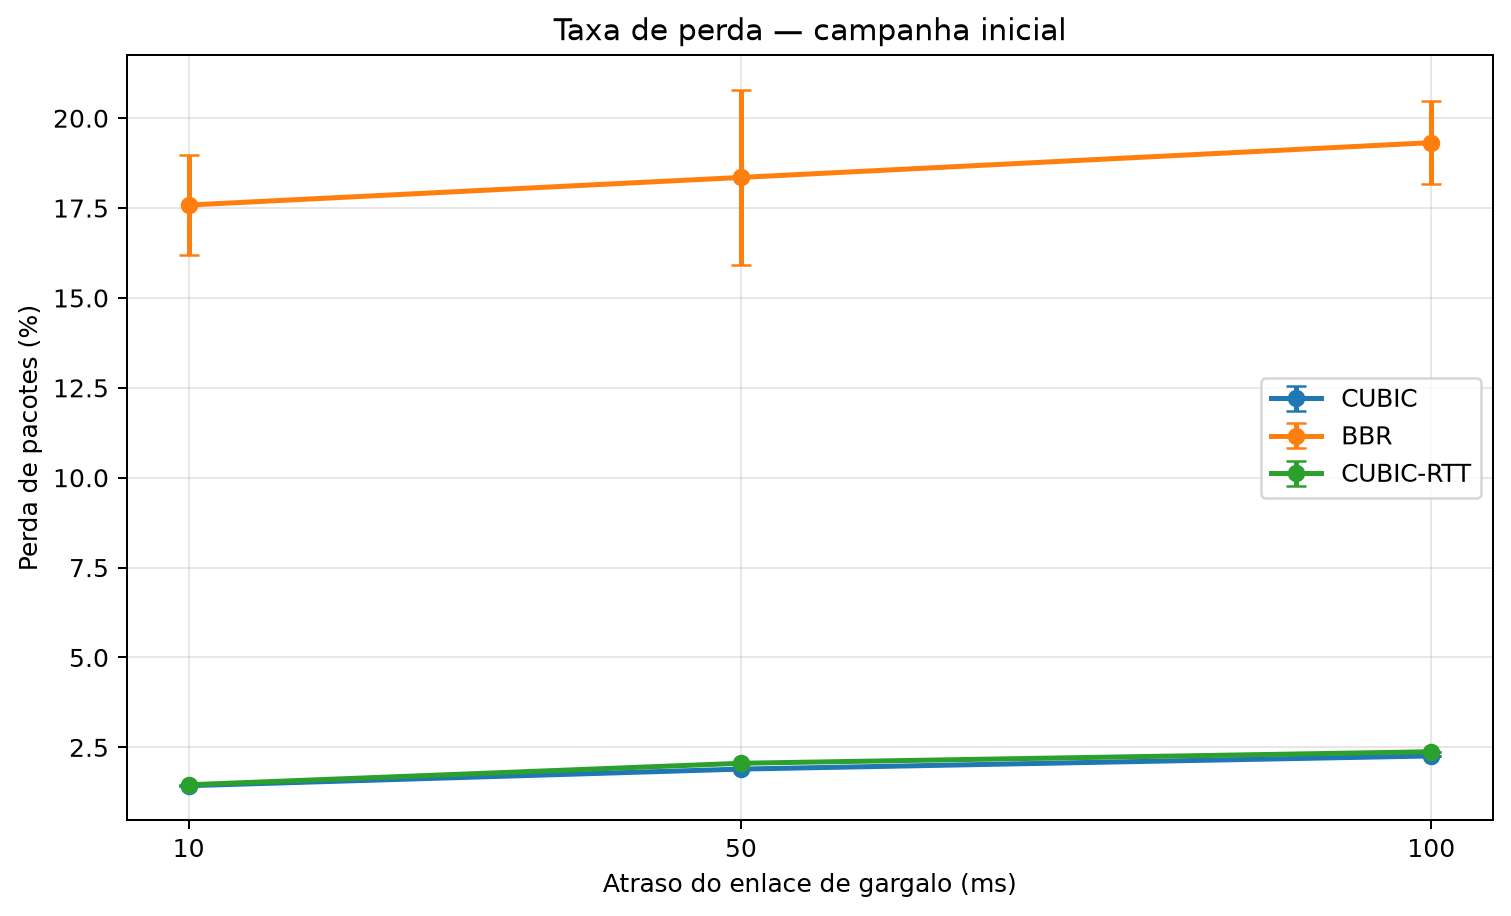 Taxa de perda — campanha inicial
Perda de pacotes (%)
20.0
17.5
15.0
12.5
10.0
7.5
5.0
2.5
CUBIC
BBR
CUBIC-RTT
10
50
100
Atraso do enlace de gargalo (ms)